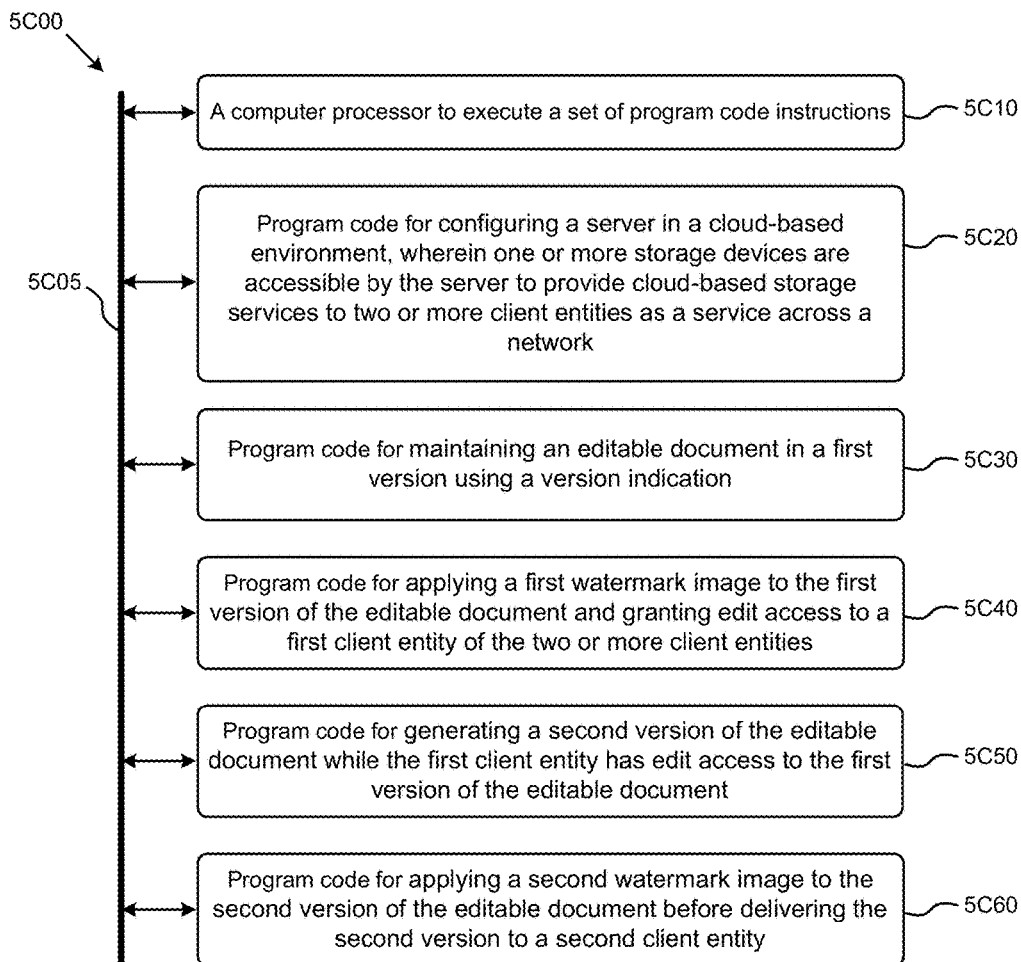 5C00
A computer processor to execute a set of program code instructions
5C10
Program code for configuring a server in a cloud-based
environment, wherein one or more storage devices are
accessible by the server to provide cloud-based storage
services to two or more client entities as a service across a
network
5C20
5C05
Program code for maintaining an editable document in a first
version using a version indication
5C30
Program code for applying a first watermark image to the first
version of the editable document and granting edit access to a
first client entity of the two or more client entities
5C40
Program code for generating a second version of the editable
document while the first client entity has edit access to the first
version of the editable document
5C50
Program code for applying a second watermark image to the
second version of the editable document before delivering the
second version to a second client entity
5C60